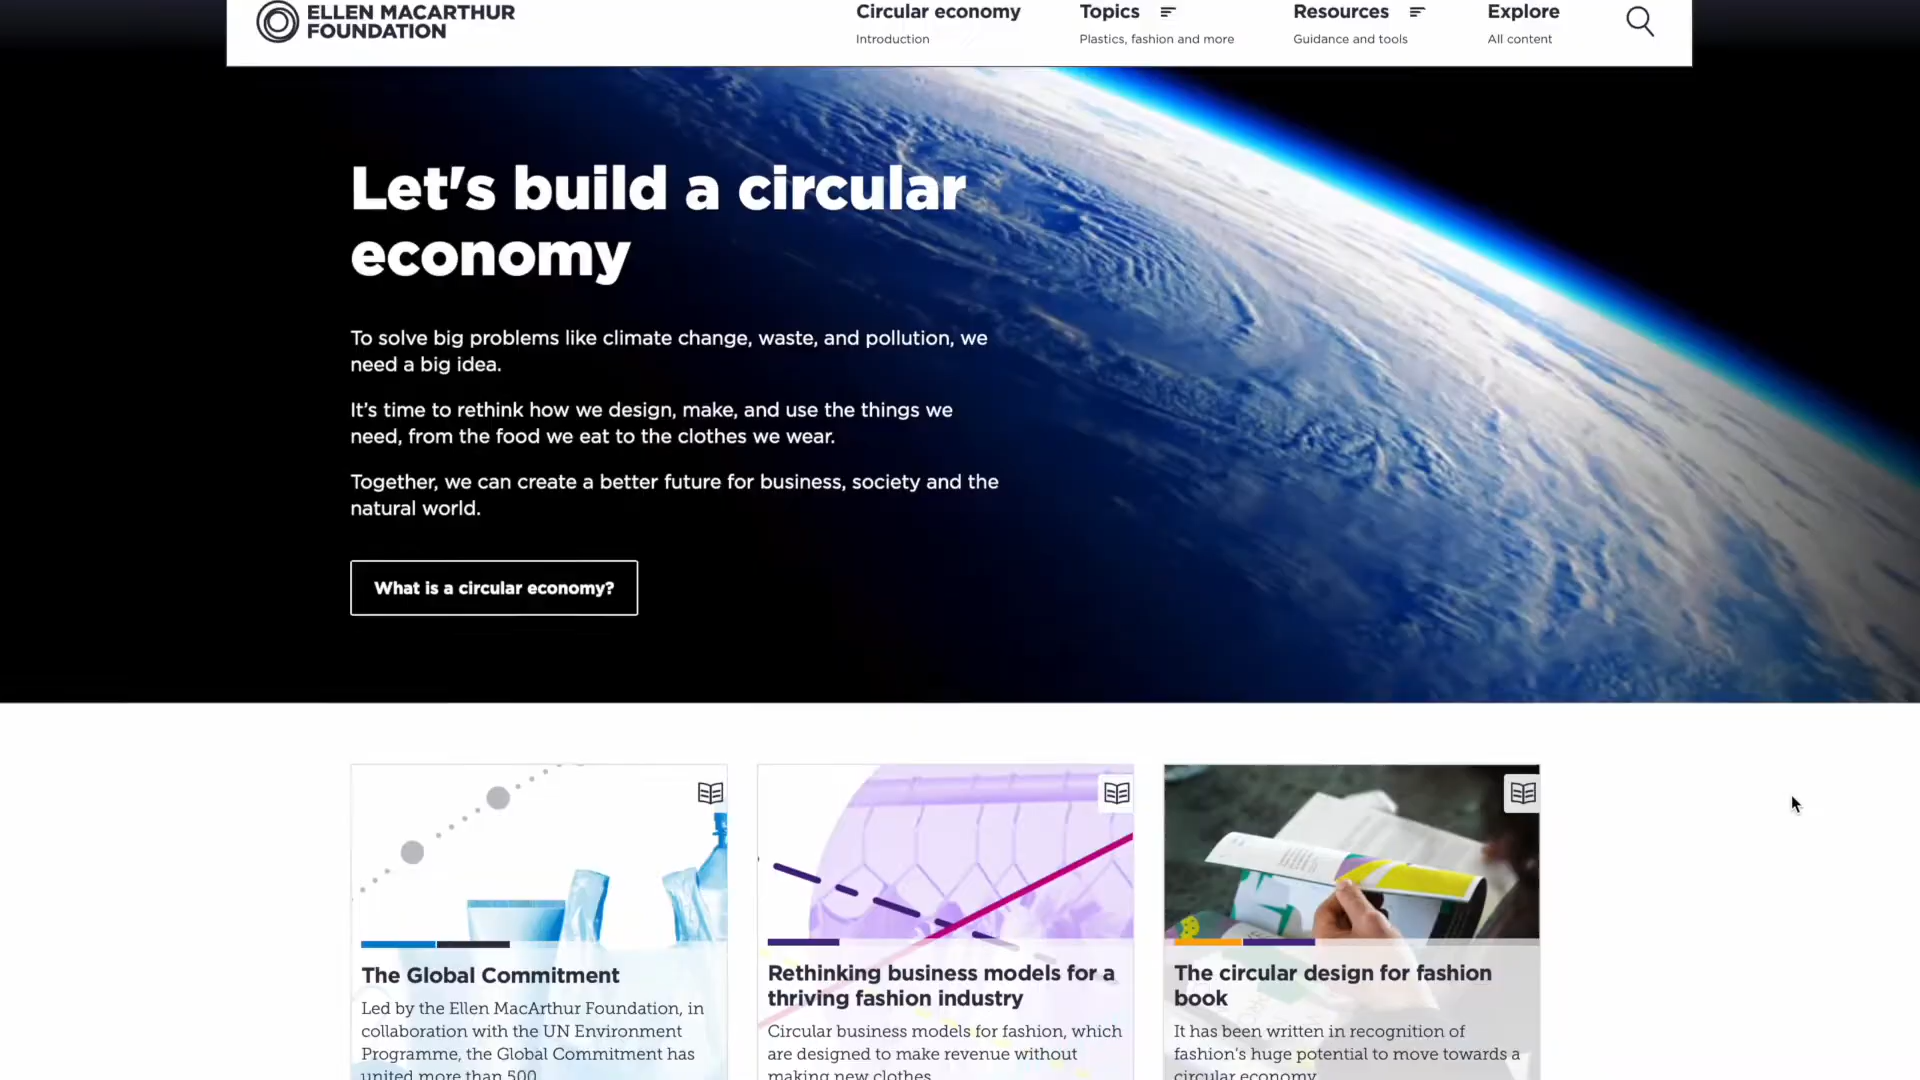 ELLEN MACARTHUR
FOUNDATION
Circular economy
Introduction
Topics
Plastics, fashion and more
Resources
Guidance and tools
Explore
All content
Let's build a circular
economy
To solve big problems like climate change, waste, and pollution, we
need a big idea.
It’s time to rethink how we design, make, and use the things we
need, from the food we eat to the clothes we wear.
Together, we can create a better future for business, society and the
natural world.
What is a circular economy?
The Global Commitment
Led by the Ellen MacArthur Foundation, in
collaboration with the UN Environment
Programme, the Global Commitment has
united more than 500
Rethinking business models for a
thriving fashion industry
Circular business models for fashion, which
are designed to make revenue without
making new clothes
The circular design for fashion
book
It has been written in recognition of
fashion’s huge potential to move towards a
circular economy